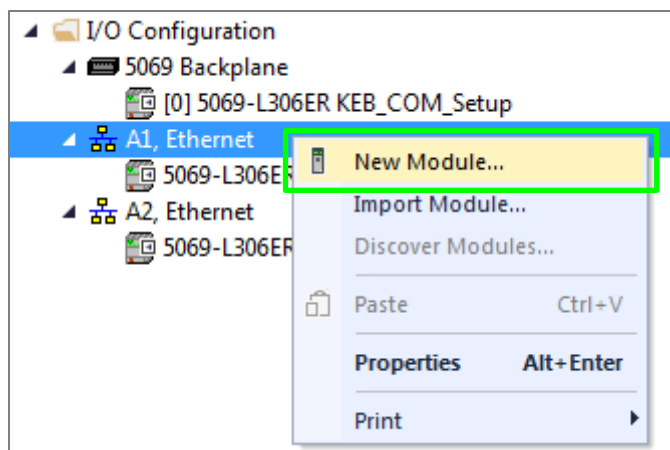 I/O Configuration
5069 Backplane
[0] 5069-L306ER KEB_COM_Setup
A1, Ethernet
5069-L306ER
A2, Ethernet
5069-L306ER
New Module...
Import Module...
Discover Modules...
Paste Ctrl+V
Properties Alt+Enter
Print